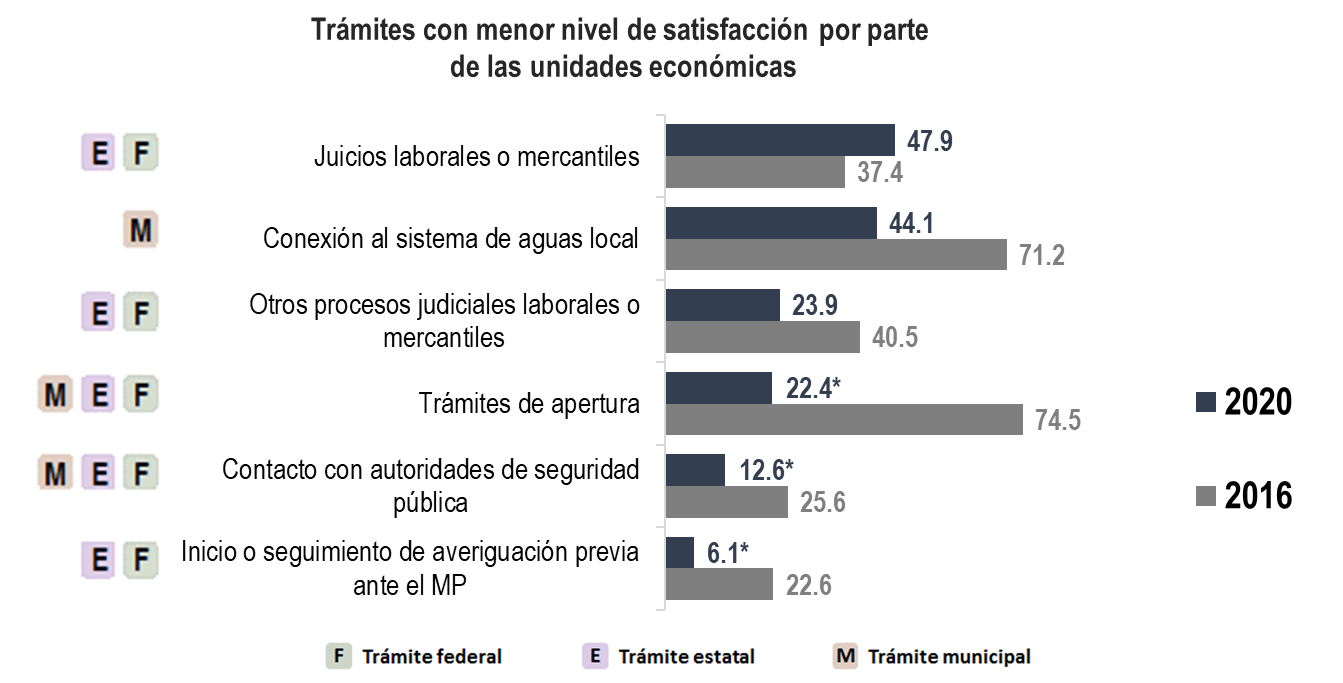 Trámites con menor nivel de satisfacción por parte
de las unidades económicas
E F Juicios laborales o mercantiles 47.9
37.4
M Conexión al sistema de aguas local 44.1
71.2
E F Otros procesos judiciales laborales o
mercantiles
23.9
40.5
M E F Trámites de apertura 22.4*
74.5
M E F Contacto con autoridades de seguridad
pública
12.6*
25.6
E F Inicio o seguimiento de averiguación previa
ante el MP
6.1*
22.6
2020
2016
F Trámite federal E Trámite estatal M Trámite municipal